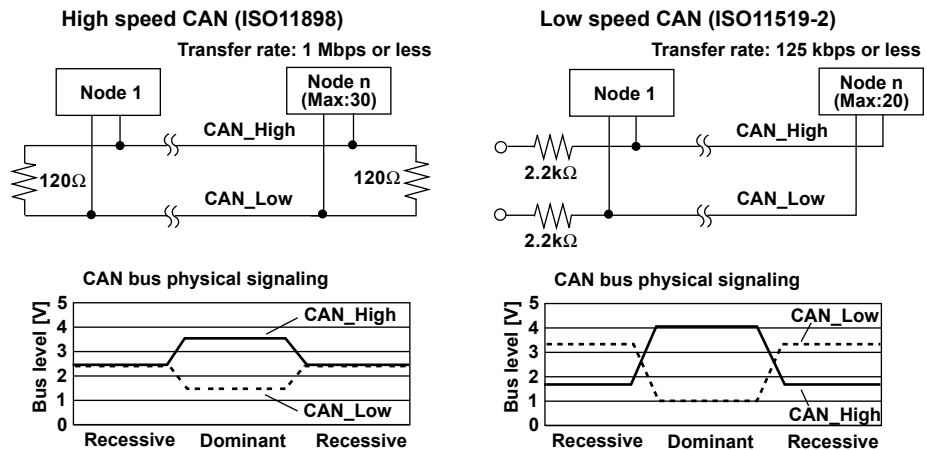 High speed CAN (ISO11898)
Transfer rate: 1 Mbps or less
Node 1
Node n
(Max:30)
CAN_High
120Ω
120Ω
CAN_Low
CAN bus physical signaling
Bus level [V]
5
4
3
2
1
0
CAN_High
CAN_Low
Recessive Dominant Recessive
Low speed CAN (ISO11519-2)
Transfer rate: 125 kbps or less
Node 1
Node n
(Max:20)
CAN_High
2.2kΩ
CAN_Low
2.2kΩ
CAN bus physical signaling
Bus level [V]
5
4
3
2
1
0
CAN_Low
CAN_High
Recessive Dominant Recessive